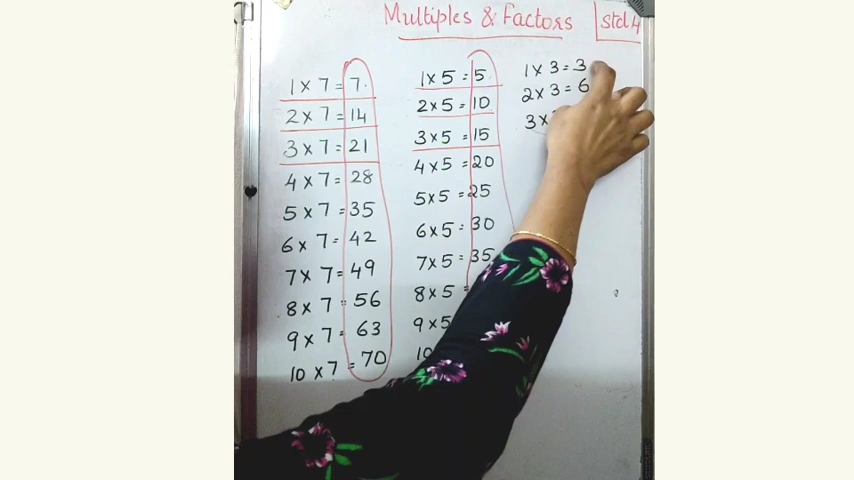 Multiples & Factors
std 4
1 x 7 = 7
2 x 7 = 14
3 x 7 = 21
4 x 7 = 28
5 x 7 = 35
6 x 7 = 42
7 x 7 = 49
8 x 7 = 56
9 x 7 = 63
10 x 7 = 70
1 x 5 = 5
2 x 5 = 10
3 x 5 = 15
4 x 5 = 20
5 x 5 = 25
6 x 5 = 30
7 x 5 = 35
8 x 5 =
9 x 5
10
1 x 3 = 3
2 x 3 = 6
3 x